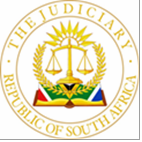 THE JUDICIARY
REPUBLIC OF SOUTH AFRICA